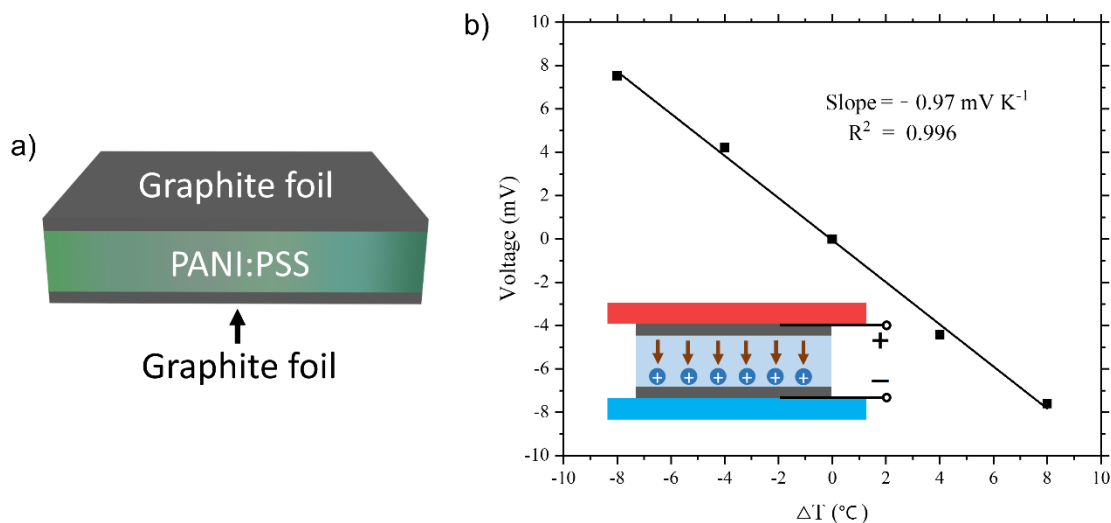 a)
Graphite foil
PANI:PSS
Graphite foil
b)
Slope = - 0.97 mV K⁻¹
R² = 0.996
Voltage (mV)
10
8
6
4
2
0
-2
-4
-6
-8
-10
+
−
+ + + + + +
-10 -8 -6 -4 -2 0 2 4 6 8 10
△T (℃)